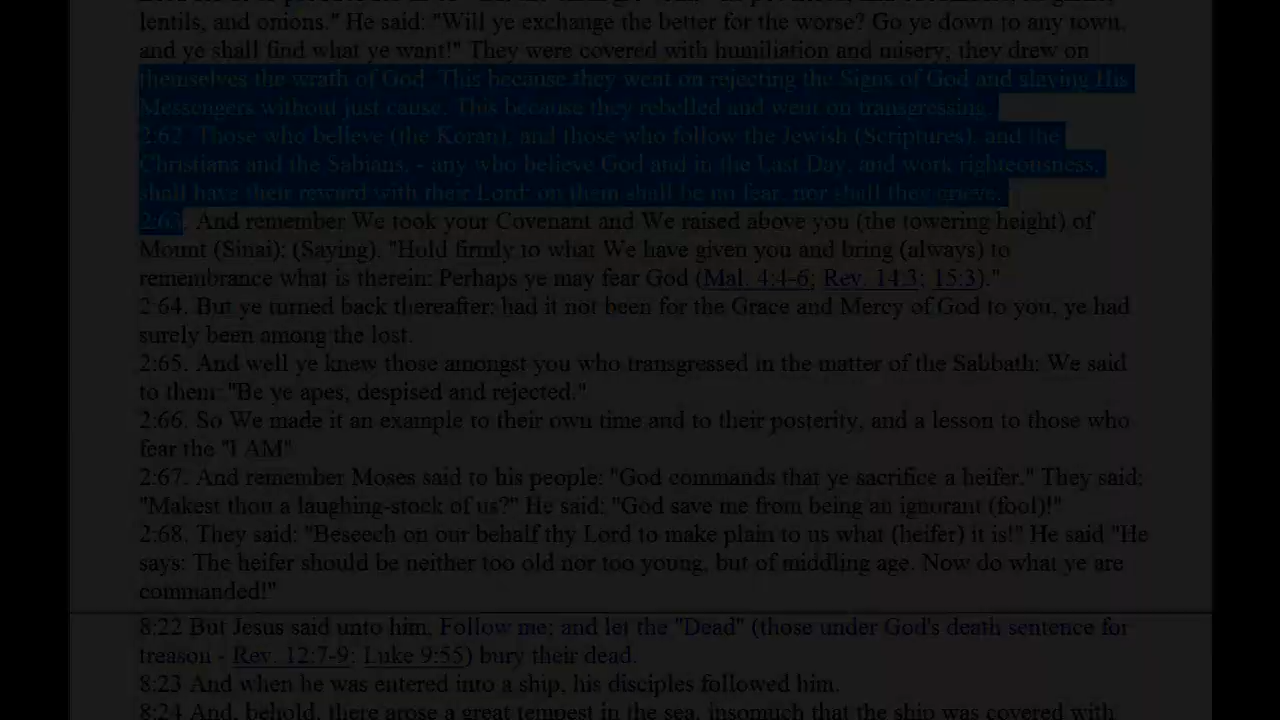 lentils, and onions." He said: "Will ye exchange the better for the worse? Go ye down to any town,
and ye shall find what ye want!" They were covered with humiliation and misery; they drew on
themselves the wrath of God. This because they went on rejecting the Signs of God and slaying His
Messengers without just cause. This because they rebelled and went on transgressing.
2:62. Those who believe (the Koran), and those who follow the Jewish (Scriptures), and the
Christians and the Sabians, - any who believe God and in the Last Day, and work righteousness,
shall have their reward with their Lord: on them shall be no fear, nor shall they grieve.
2:63. And remember We took your Covenant and We raised above you (the towering height) of
Mount (Sinai): (Saying). "Hold firmly to what We have given you and bring (always) to
remembrance what is therein: Perhaps ye may fear God (Mal. 4:4-6; Rev. 14:3; 15:3)."
2:64. But ye turned back thereafter: had it not been for the Grace and Mercy of God to you, ye had
surely been among the lost.
2:65. And well ye knew those amongst you who transgressed in the matter of the Sabbath: We said
to them: "Be ye apes, despised and rejected."
2:66. So We made it an example to their own time and to their posterity, and a lesson to those who
fear the "I AM"
2:67. And remember Moses said to his people: "God commands that ye sacrifice a heifer." They said:
"Makest thou a laughing-stock of us?" He said: "God save me from being an ignorant (fool)!"
2:68. They said: "Beseech on our behalf thy Lord to make plain to us what (heifer) it is!" He said "He
says: The heifer should be neither too old nor too young, but of middling age. Now do what ye are
commanded!"
8:22 But Jesus said unto him, Follow me; and let the "Dead" (those under God's death sentence for
treason - Rev. 12:7-9; Luke 9:55) bury their dead.
8:23 And when he was entered into a ship, his disciples followed him.
8:24 And, behold, there arose a great tempest in the sea, insomuch that the ship was covered with